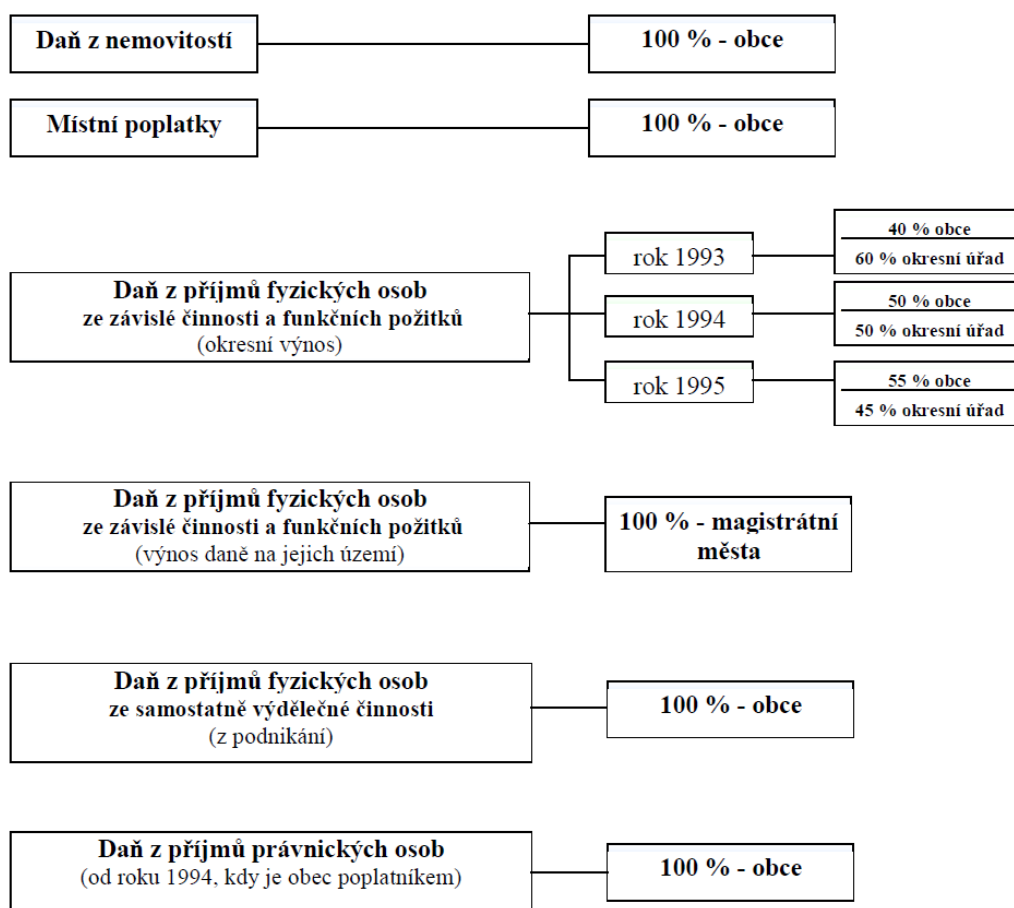 Daň z nemovitostí
100 % - obce
Místní poplatky
100 % - obce
Daň z příjmů fyzických osob
ze závislé činnosti a funkčních požitků
(okresní výnos)
rok 1993
40 % obce
60 % okresní úřad
rok 1994
50 % obce
50 % okresní úřad
rok 1995
55 % obce
45 % okresní úřad
Daň z příjmů fyzických osob
ze závislé činnosti a funkčních požitků
(výnos daně na jejich území)
100 % - magistrátní
města
Daň z příjmů fyzických osob
ze samostatně výdělečné činnosti
(z podnikání)
100 % - obce
Daň z příjmů právnických osob
(od roku 1994, kdy je obec poplatníkem)
100 % - obce